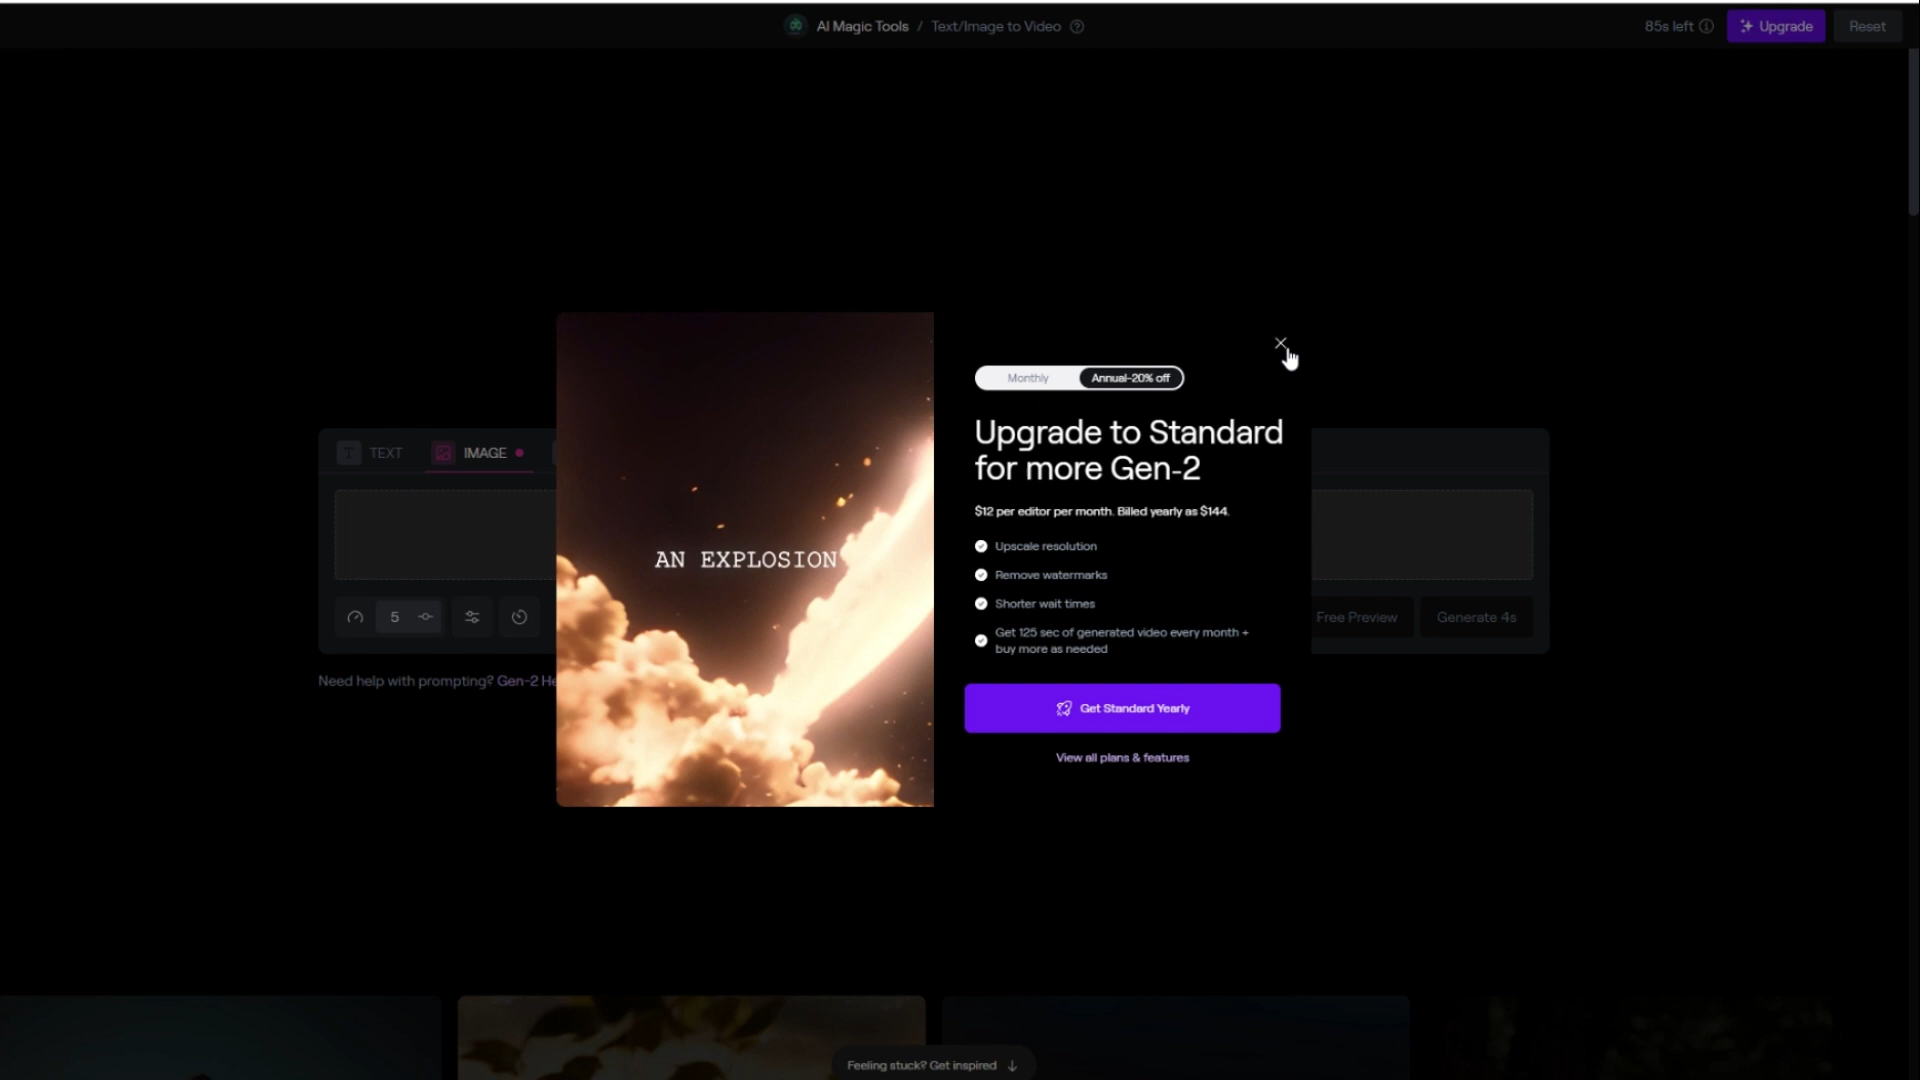 AI Magic Tools / Text/Image to Video
85s left
Upgrade
Reset
Monthly
Annual-20% off
Upgrade to Standard
for more Gen-2
$12 per editor per month. Billed yearly as $144.
Upscale resolution
Remove watermarks
Shorter wait times
Get 125 sec of generated video every month +
buy more as needed
Get Standard Yearly
View all plans & features
AN EXPLOSION
TEXT
IMAGE
5
Free Preview
Generate 4s
Need help with prompting? Gen-2 He
Feeling stuck? Get inspired